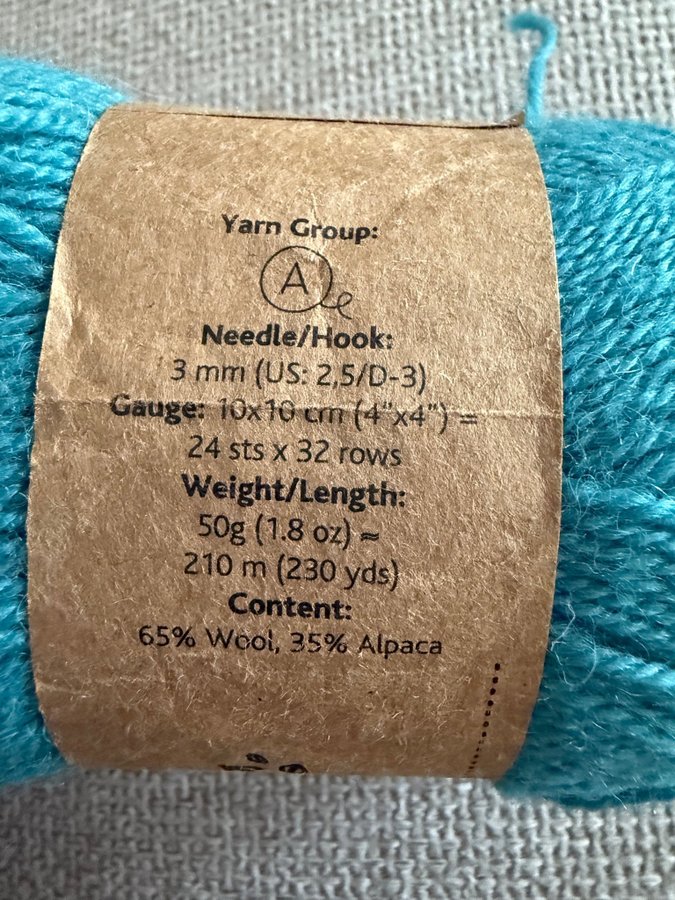 Yarn Group:
A
Needle/Hook:
3 mm (US: 2,5/D-3)
Gauge: 10x10 cm (4"x4") =
24 sts x 32 rows
Weight/Length:
50g (1.8 oz) ≈
210 m (230 yds)
Content:
65% Wool, 35% Alpaca